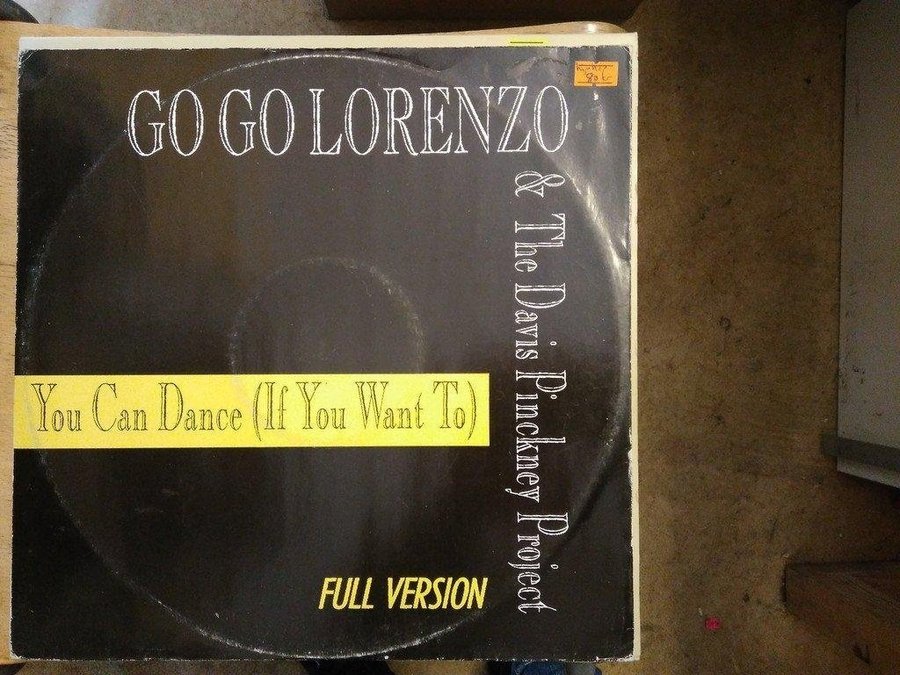 GO GO LORENZO
& The Davis Pinckney Project
You Can Dance (If You Want To)
FULL VERSION